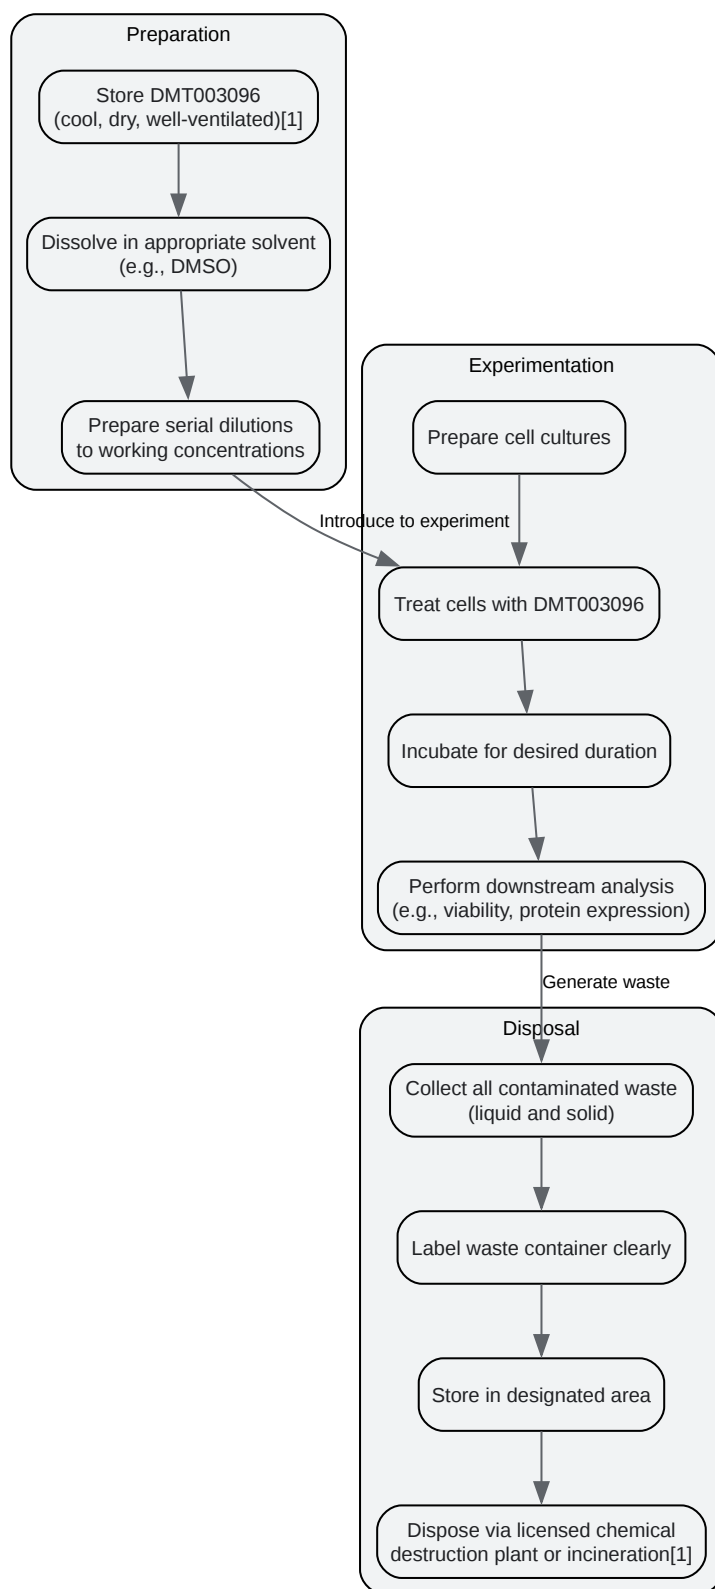 Preparation
Store DMT003096
(cool, dry, well-ventilated)[1]
Dissolve in appropriate solvent
(e.g., DMSO)
Prepare serial dilutions
to working concentrations
Introduce to experiment
Experimentation
Prepare cell cultures
Treat cells with DMT003096
Incubate for desired duration
Perform downstream analysis
(e.g., viability, protein expression)
Generate waste
Disposal
Collect all contaminated waste
(liquid and solid)
Label waste container clearly
Store in designated area
Dispose via licensed chemical
destruction plant or incineration[1]